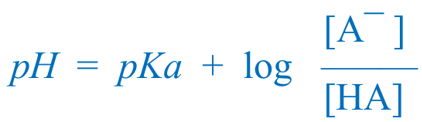 pH = pKa + log [A⁻]
[HA]